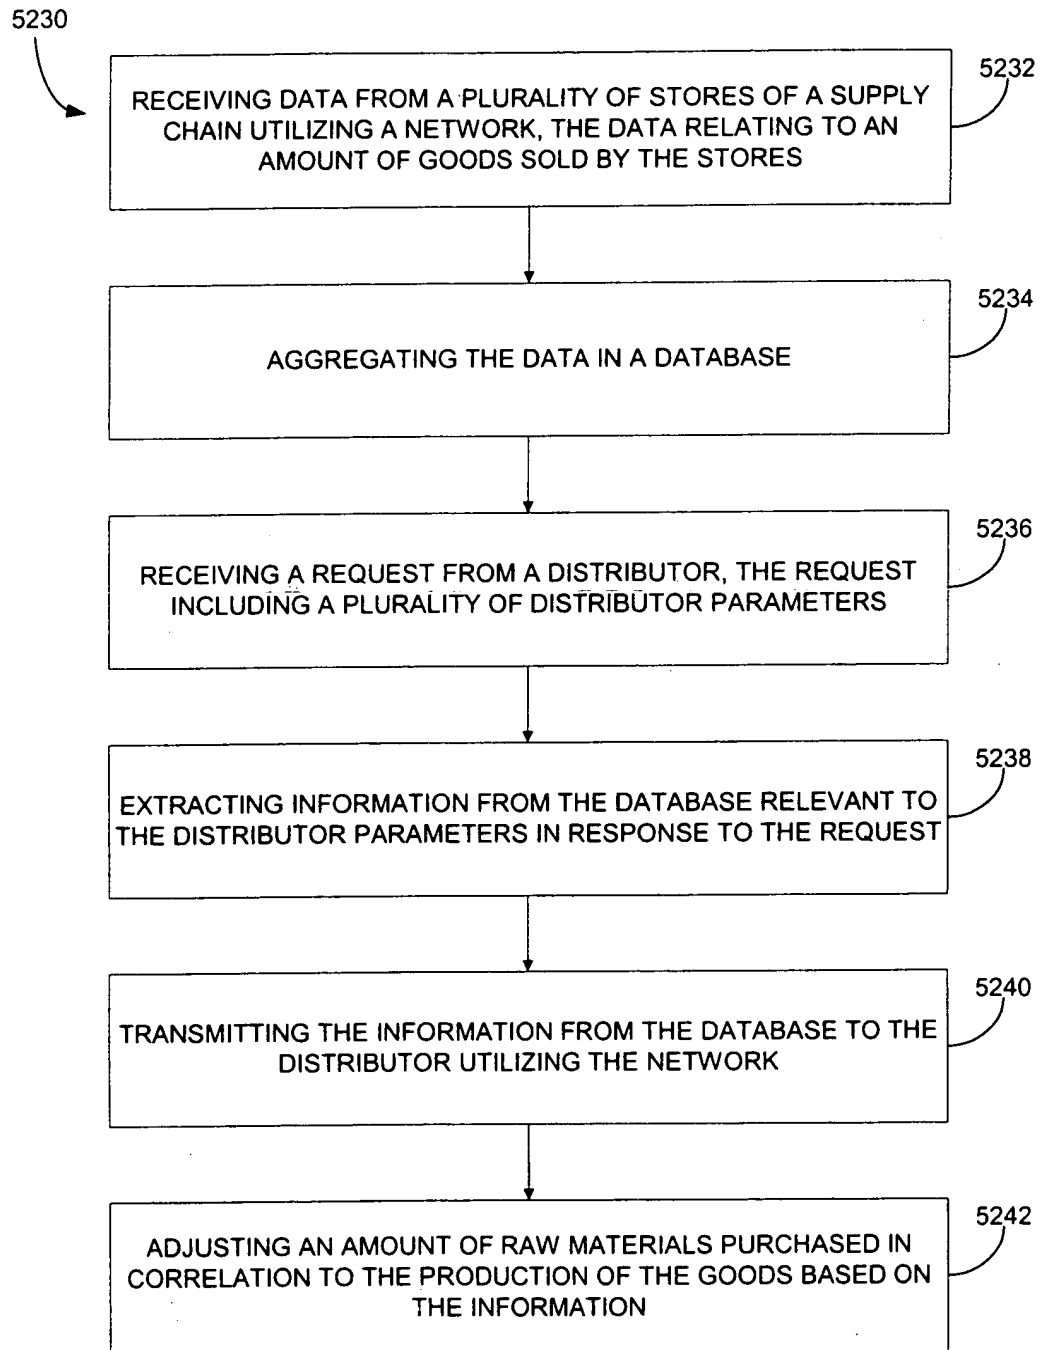 5230
5232
RECEIVING DATA FROM A PLURALITY OF STORES OF A SUPPLY
CHAIN UTILIZING A NETWORK, THE DATA RELATING TO AN
AMOUNT OF GOODS SOLD BY THE STORES
5234
AGGREGATING THE DATA IN A DATABASE
5236
RECEIVING A REQUEST FROM A DISTRIBUTOR, THE REQUEST
INCLUDING A PLURALITY OF DISTRIBUTOR PARAMETERS
5238
EXTRACTING INFORMATION FROM THE DATABASE RELEVANT TO
THE DISTRIBUTOR PARAMETERS IN RESPONSE TO THE REQUEST
5240
TRANSMITTING THE INFORMATION FROM THE DATABASE TO THE
DISTRIBUTOR UTILIZING THE NETWORK
5242
ADJUSTING AN AMOUNT OF RAW MATERIALS PURCHASED IN
CORRELATION TO THE PRODUCTION OF THE GOODS BASED ON
THE INFORMATION